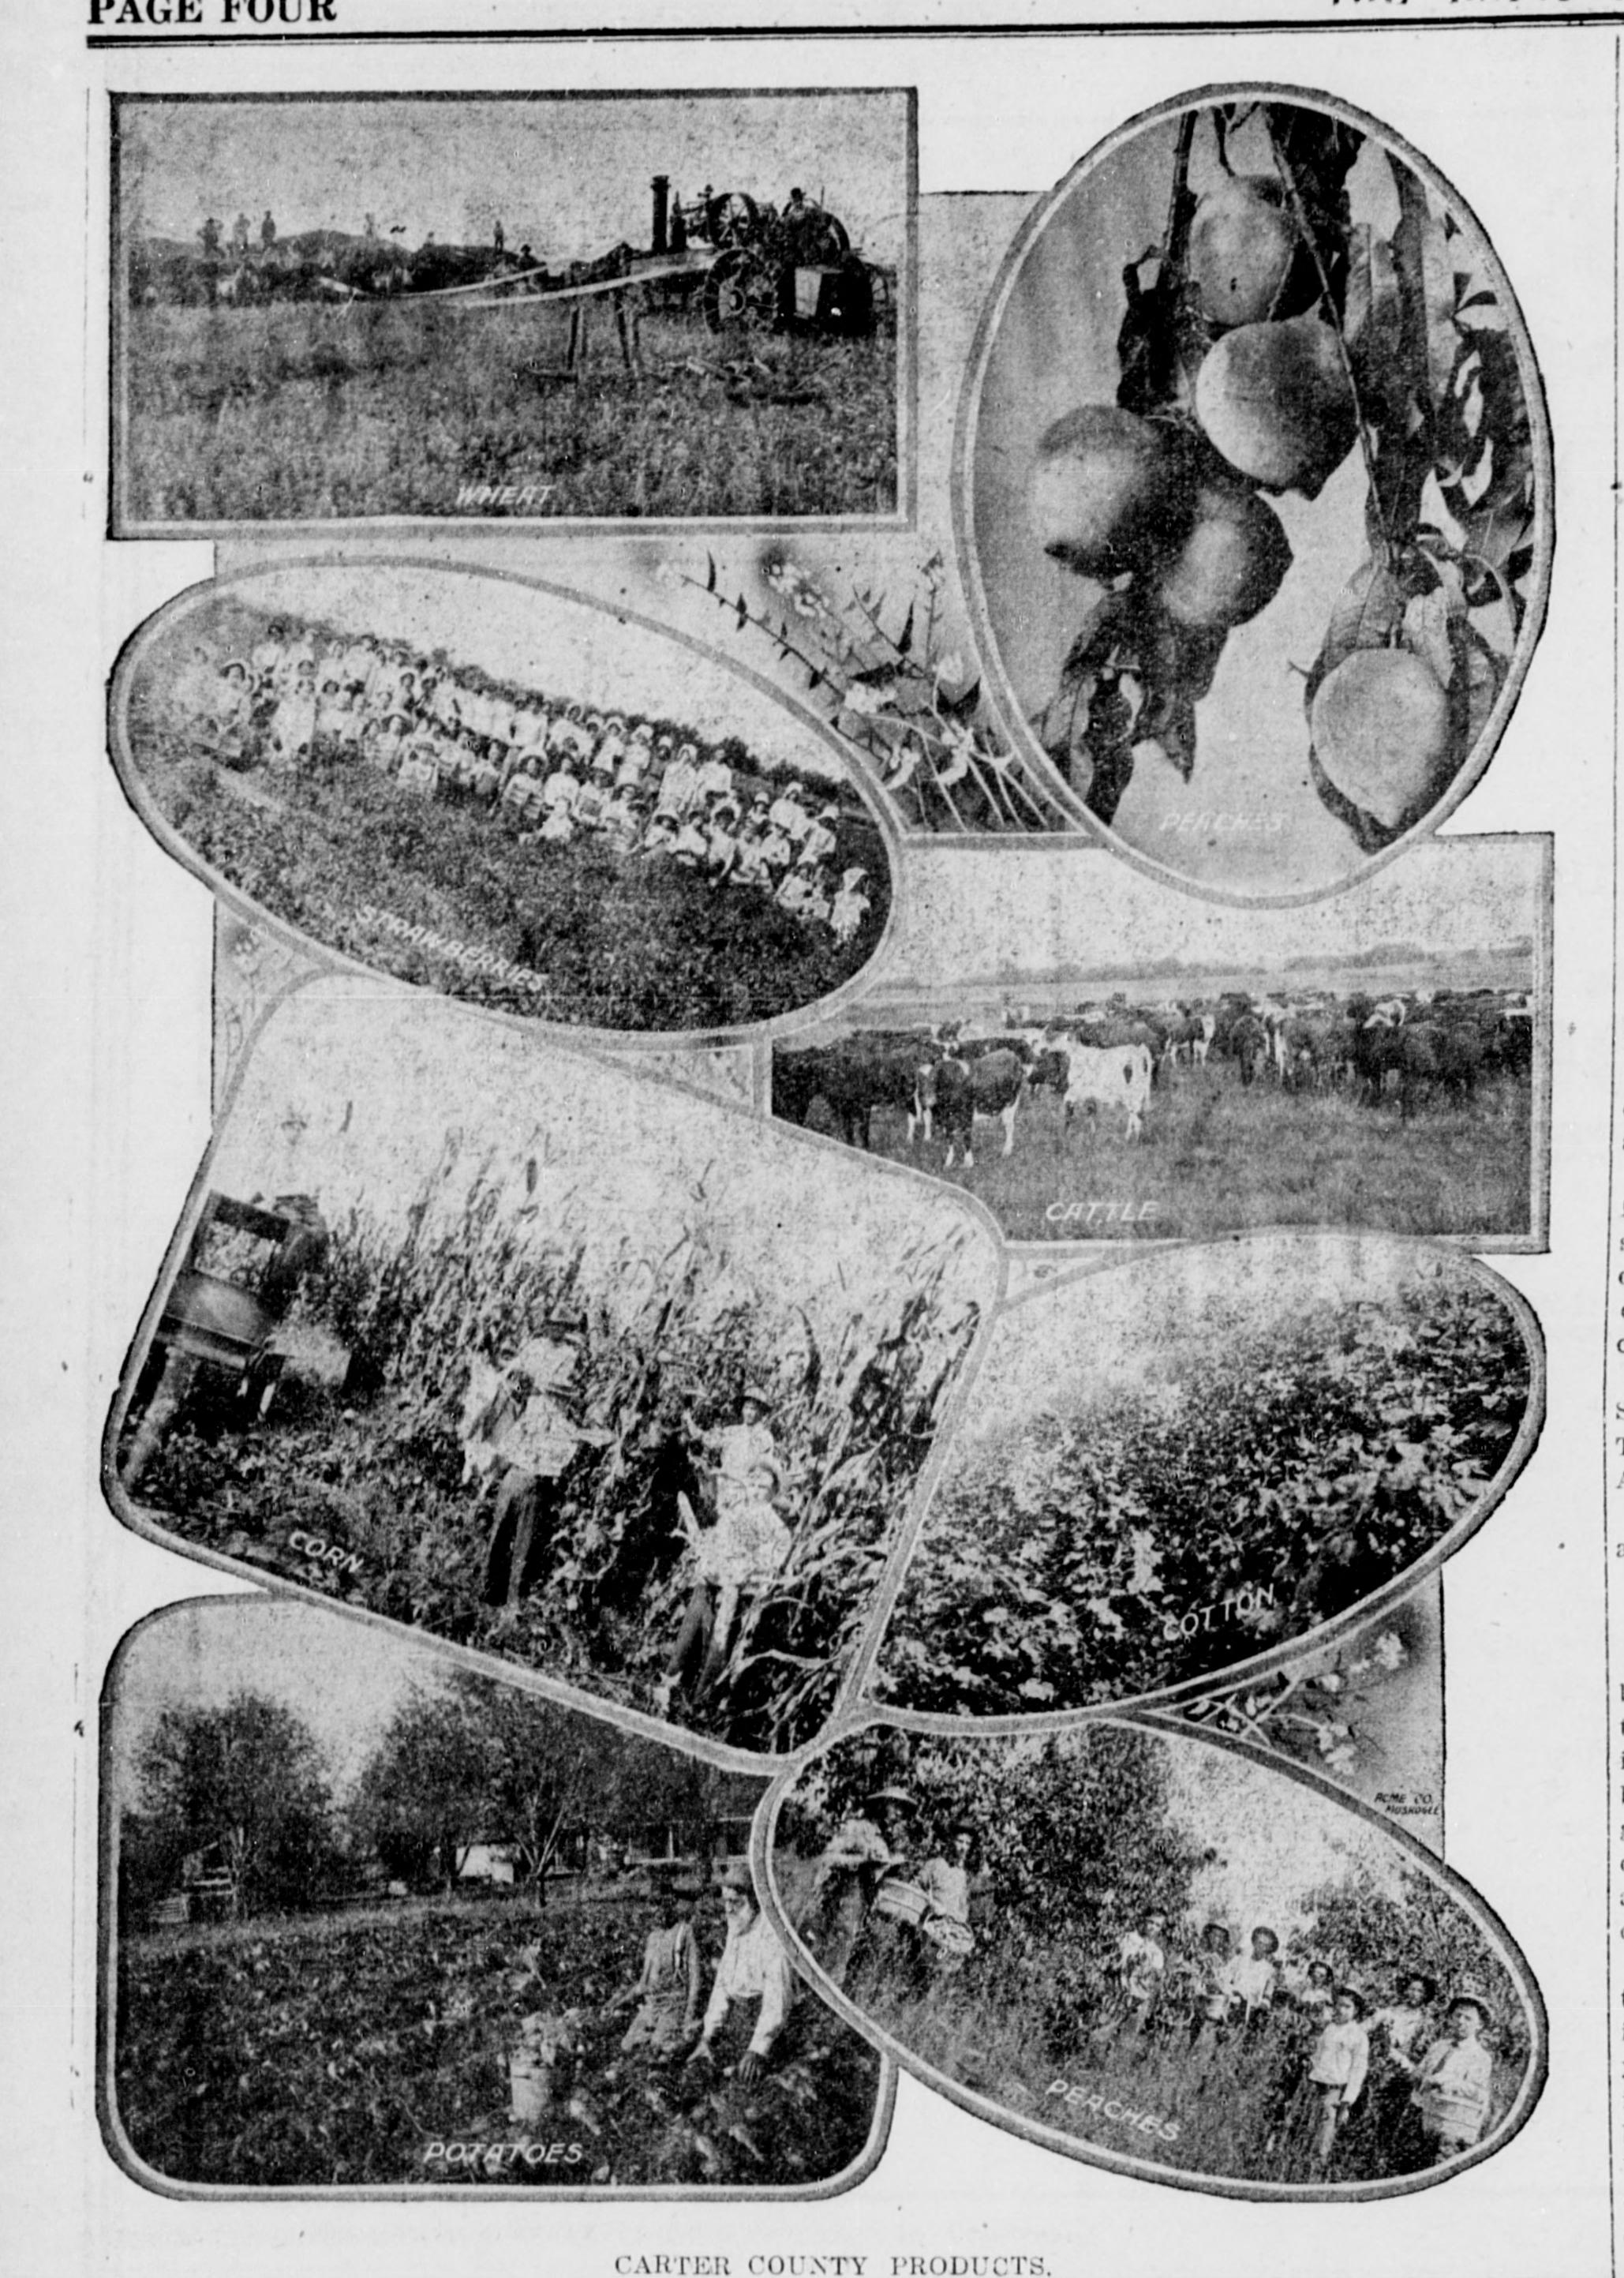 PAGE FOUR
WHEAT
PEACHES
STRAWBERRIES
CATTLE
CORN
COTTON
ACME CO.
MUSKOGEE
POTATOES
PEACHES
CARTER COUNTY PRODUCTS.